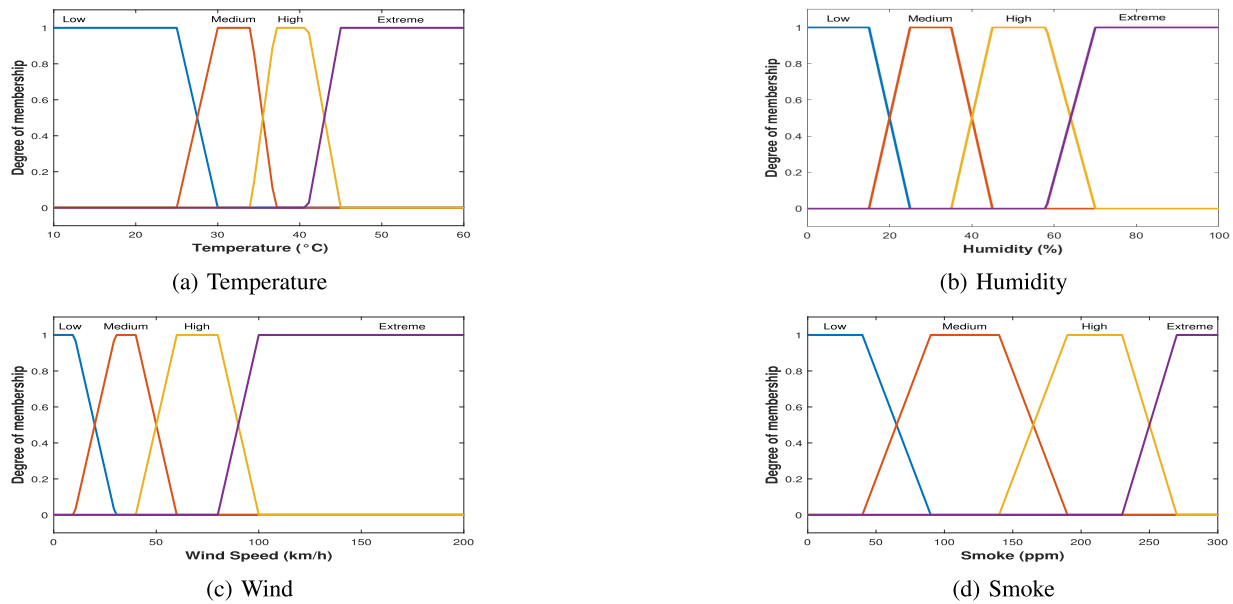 Low Medium High Extreme
1
0.8
0.6
0.4
0.2
0
Degree of membership
10 20 30 40 50 60
Temperature (°C)
(a) Temperature
Low Medium High Extreme
1
0.8
0.6
0.4
0.2
0
Degree of membership
0 20 40 60 80 100
Humidity (%)
(b) Humidity
Low Medium High Extreme
1
0.8
0.6
0.4
0.2
0
Degree of membership
0 50 100 150 200
Wind Speed (km/h)
(c) Wind
Low Medium High Extreme
1
0.8
0.6
0.4
0.2
0
Degree of membership
0 50 100 150 200 250 300
Smoke (ppm)
(d) Smoke